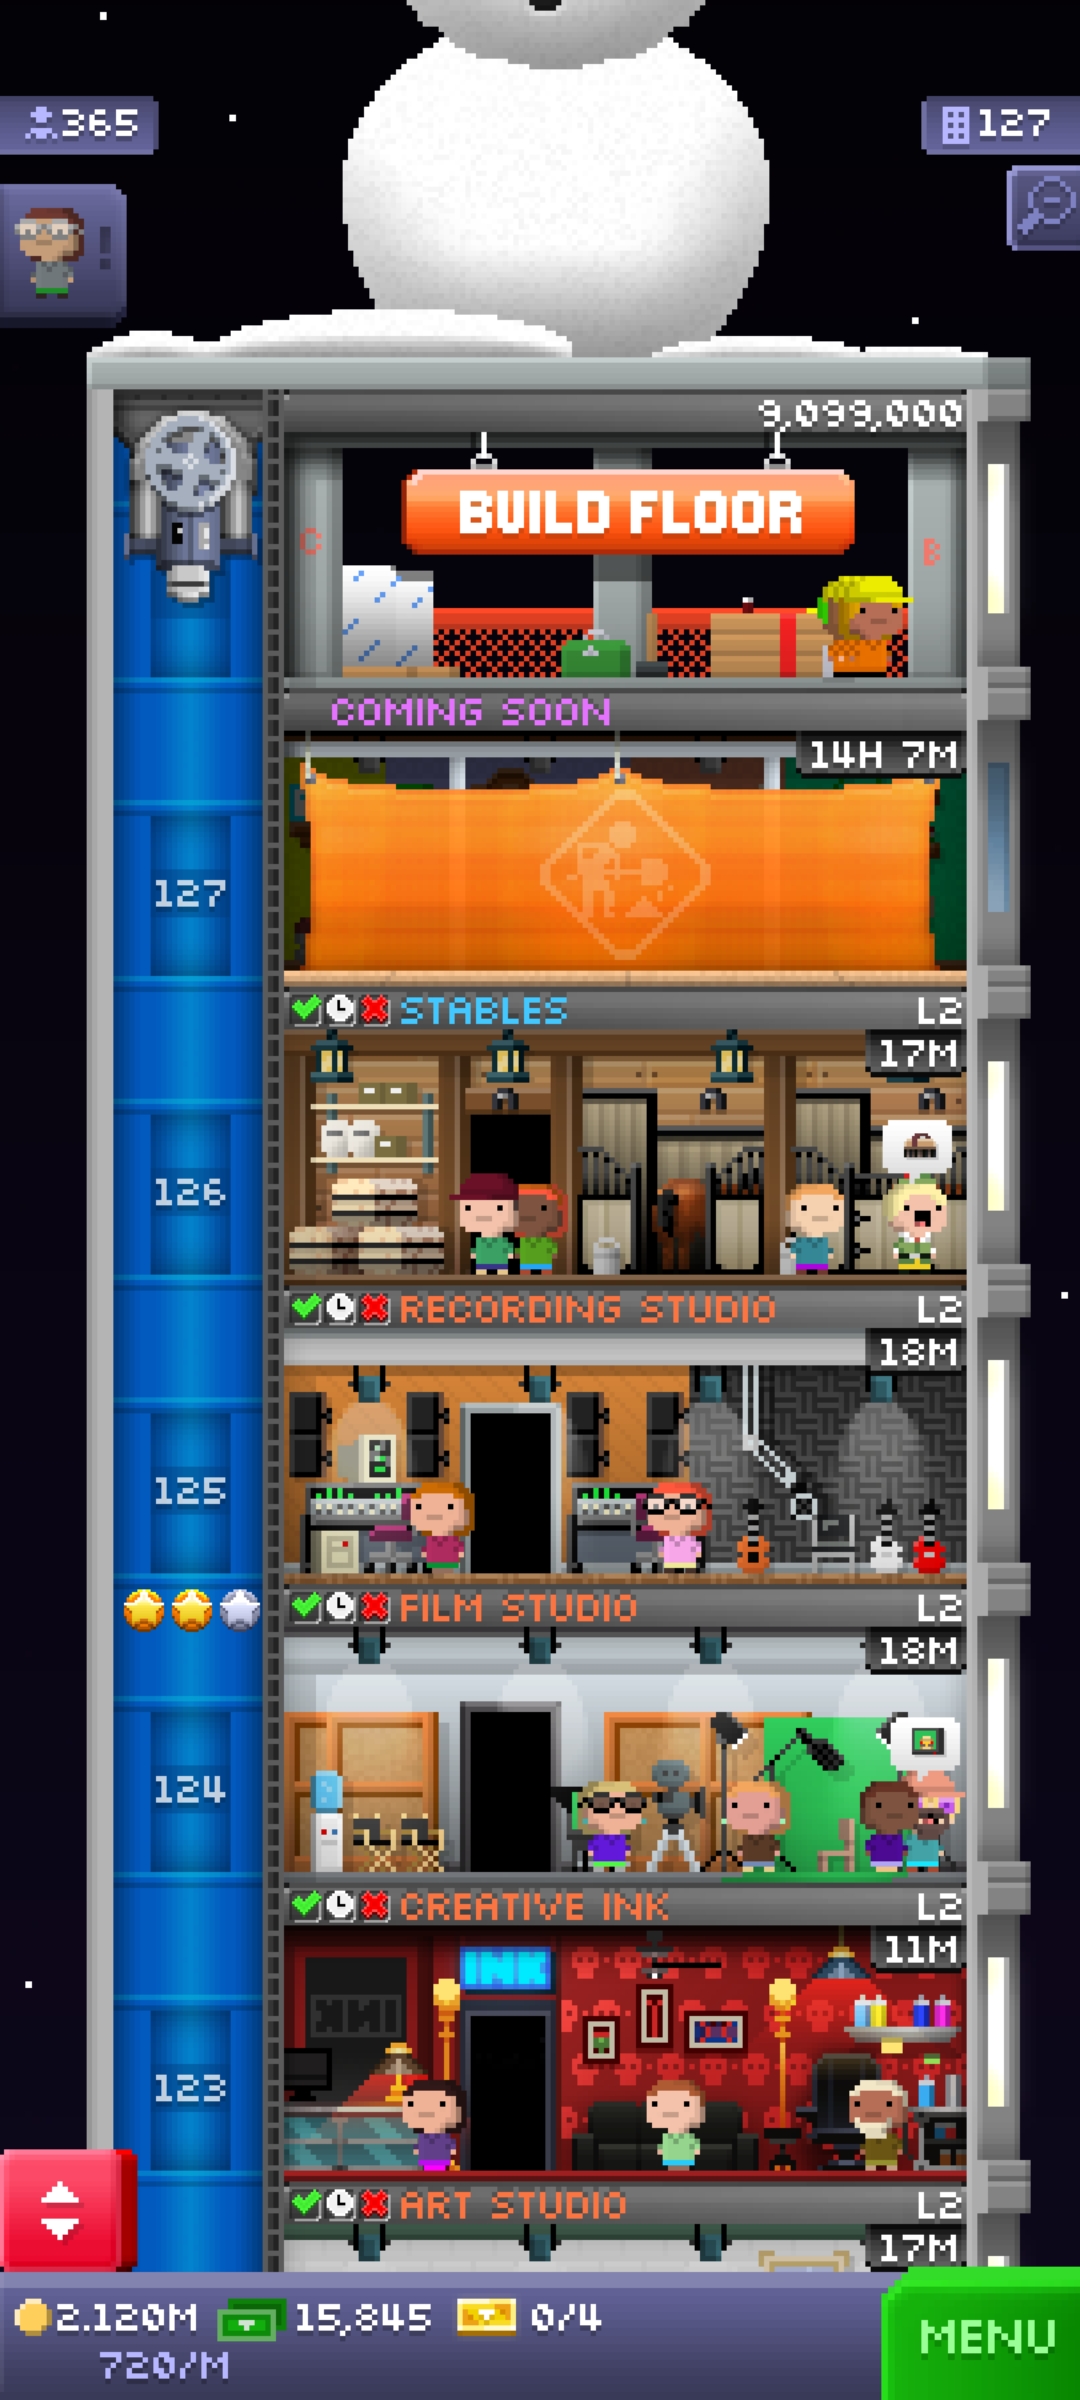 365
127
9,099,000
BUILD FLOOR
C
B
COMING SOON
14H 7M
127
STABLES L2
17M
126
RECORDING STUDIO L2
18M
125
FILM STUDIO L2
18M
124
CREATIVE INK L2
11M
INK
123
ART STUDIO L2
17M
2.120M 15,845 0/4
720/M
MENU